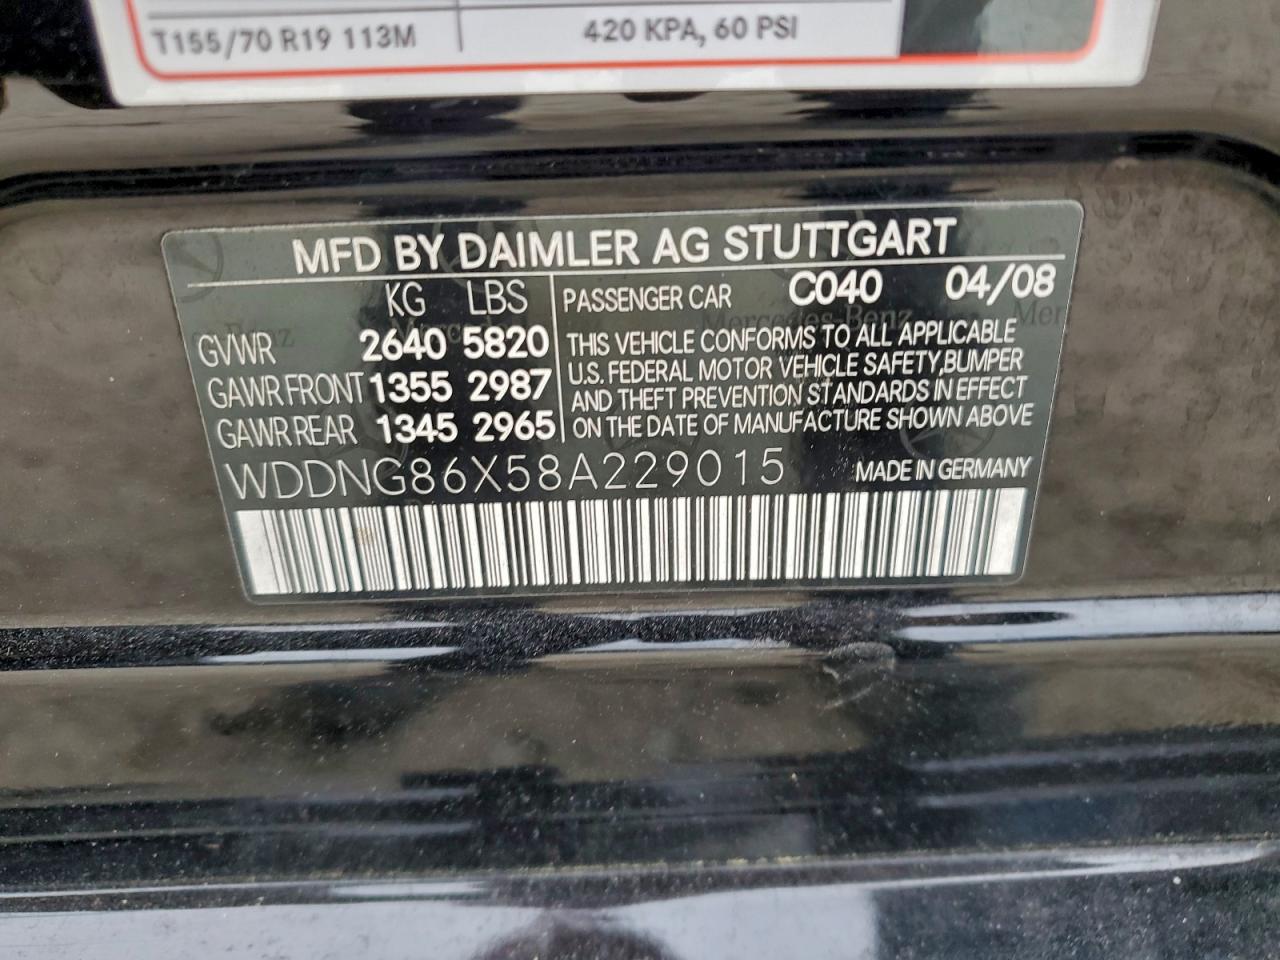 T155/70 R19 113M 420 KPA, 60 PSI
MFD BY DAIMLER AG STUTTGART
KG LBS PASSENGER CAR C040 04/08
GVWR 2640 5820
GAWR FRONT 1355 2987
GAWR REAR 1345 2965
THIS VEHICLE CONFORMS TO ALL APPLICABLE
U.S. FEDERAL MOTOR VEHICLE SAFETY,BUMPER
AND THEFT PREVENTION STANDARDS IN EFFECT
ON THE DATE OF MANUFACTURE SHOWN ABOVE
WDDNG86X58A229015 MADE IN GERMANY
Mercedes-Benz